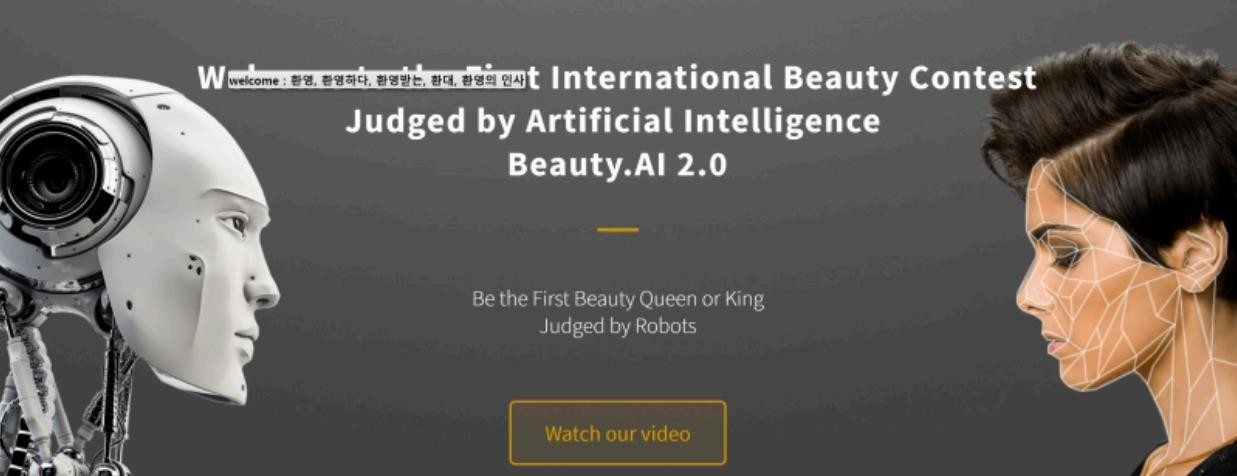 W
welcome : 환영, 환영하다, 환영받는, 환대, 환영의 인사
t International Beauty Contest
Judged by Artificial Intelligence
Beauty.AI 2.0
Be the First Beauty Queen or King
Judged by Robots
Watch our video